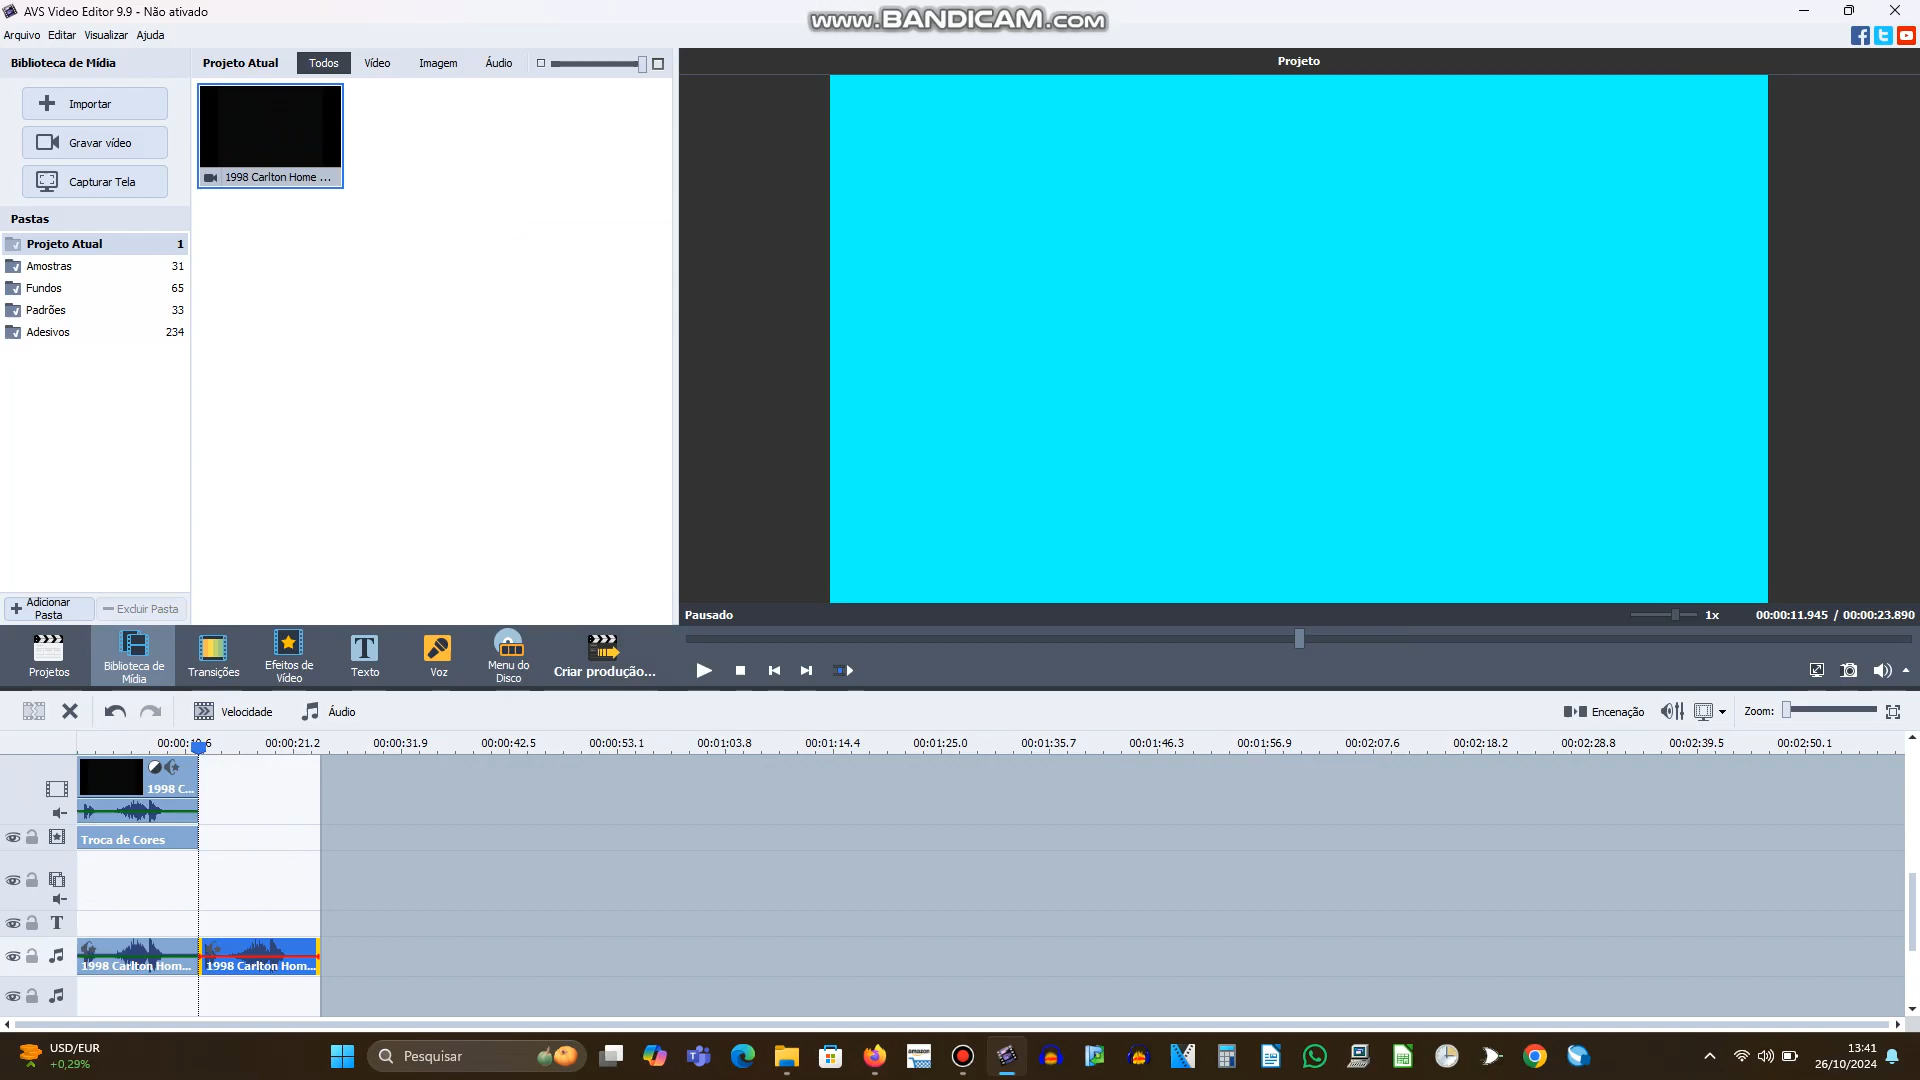 AVS Video Editor 9.9 - Não ativado
www.BANDICAM.com
Arquivo Editar Visualizar Ajuda
Biblioteca de Mídia
Projeto Atual Todos Vídeo Imagem Áudio
Projeto
Importar
Gravar vídeo
Capturar Tela
1998 Carlton Home ...
Pastas
Projeto Atual 1
Amostras 31
Fundos 65
Padrões 33
Adesivos 234
Adicionar Pasta
Excluir Pasta
Pausado
1x
00:00:11.945 / 00:00:23.890
Projetos
Biblioteca de Mídia
Transições
Efeitos de Vídeo
Texto
Voz
Menu do Disco
Criar produção...
Velocidade
Áudio
Encenação
Zoom:
00:00:21.2 00:00:31.9 00:00:42.5 00:00:53.1 00:01:03.8 00:01:14.4 00:01:25.0 00:01:35.7 00:01:46.3 00:01:56.9 00:02:07.6 00:02:18.2 00:02:28.8 00:02:39.5 00:02:50.1
1998 C...
Troca de Cores
T
1998 Carlton Hom... 1998 Carlton Hom...
USD/EUR
+0,29%
Pesquisar
amazon
13:41
26/10/2024